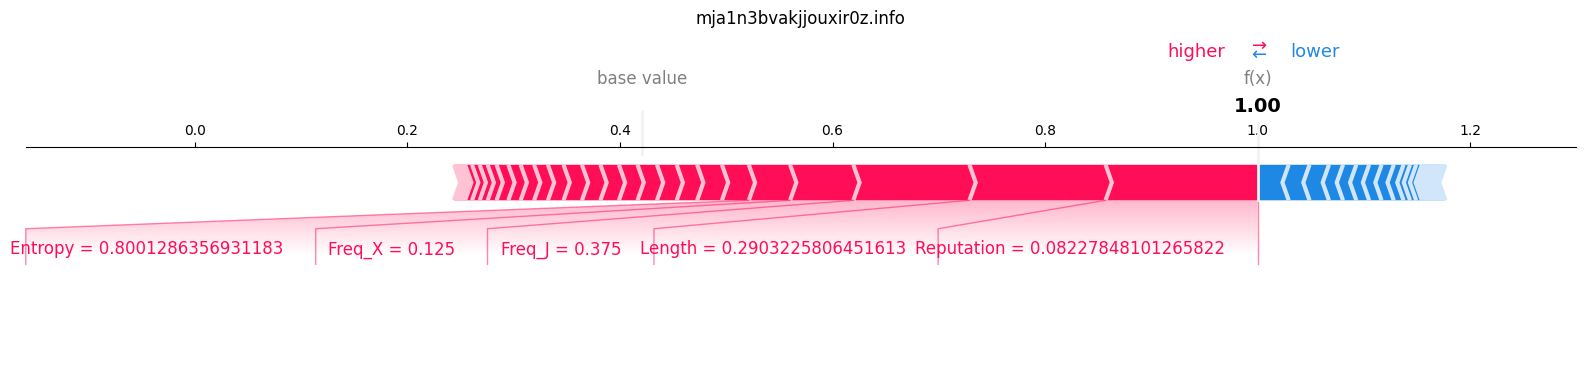 mja1n3bvakjjouxir0z.info
higher ⇄ lower
base value f(x)
1.00
0.0 0.2 0.4 0.6 0.8 1.0 1.2
Entropy = 0.8001286356931183 Freq_X = 0.125 Freq_J = 0.375 Length = 0.2903225806451613 Reputation = 0.08227848101265822